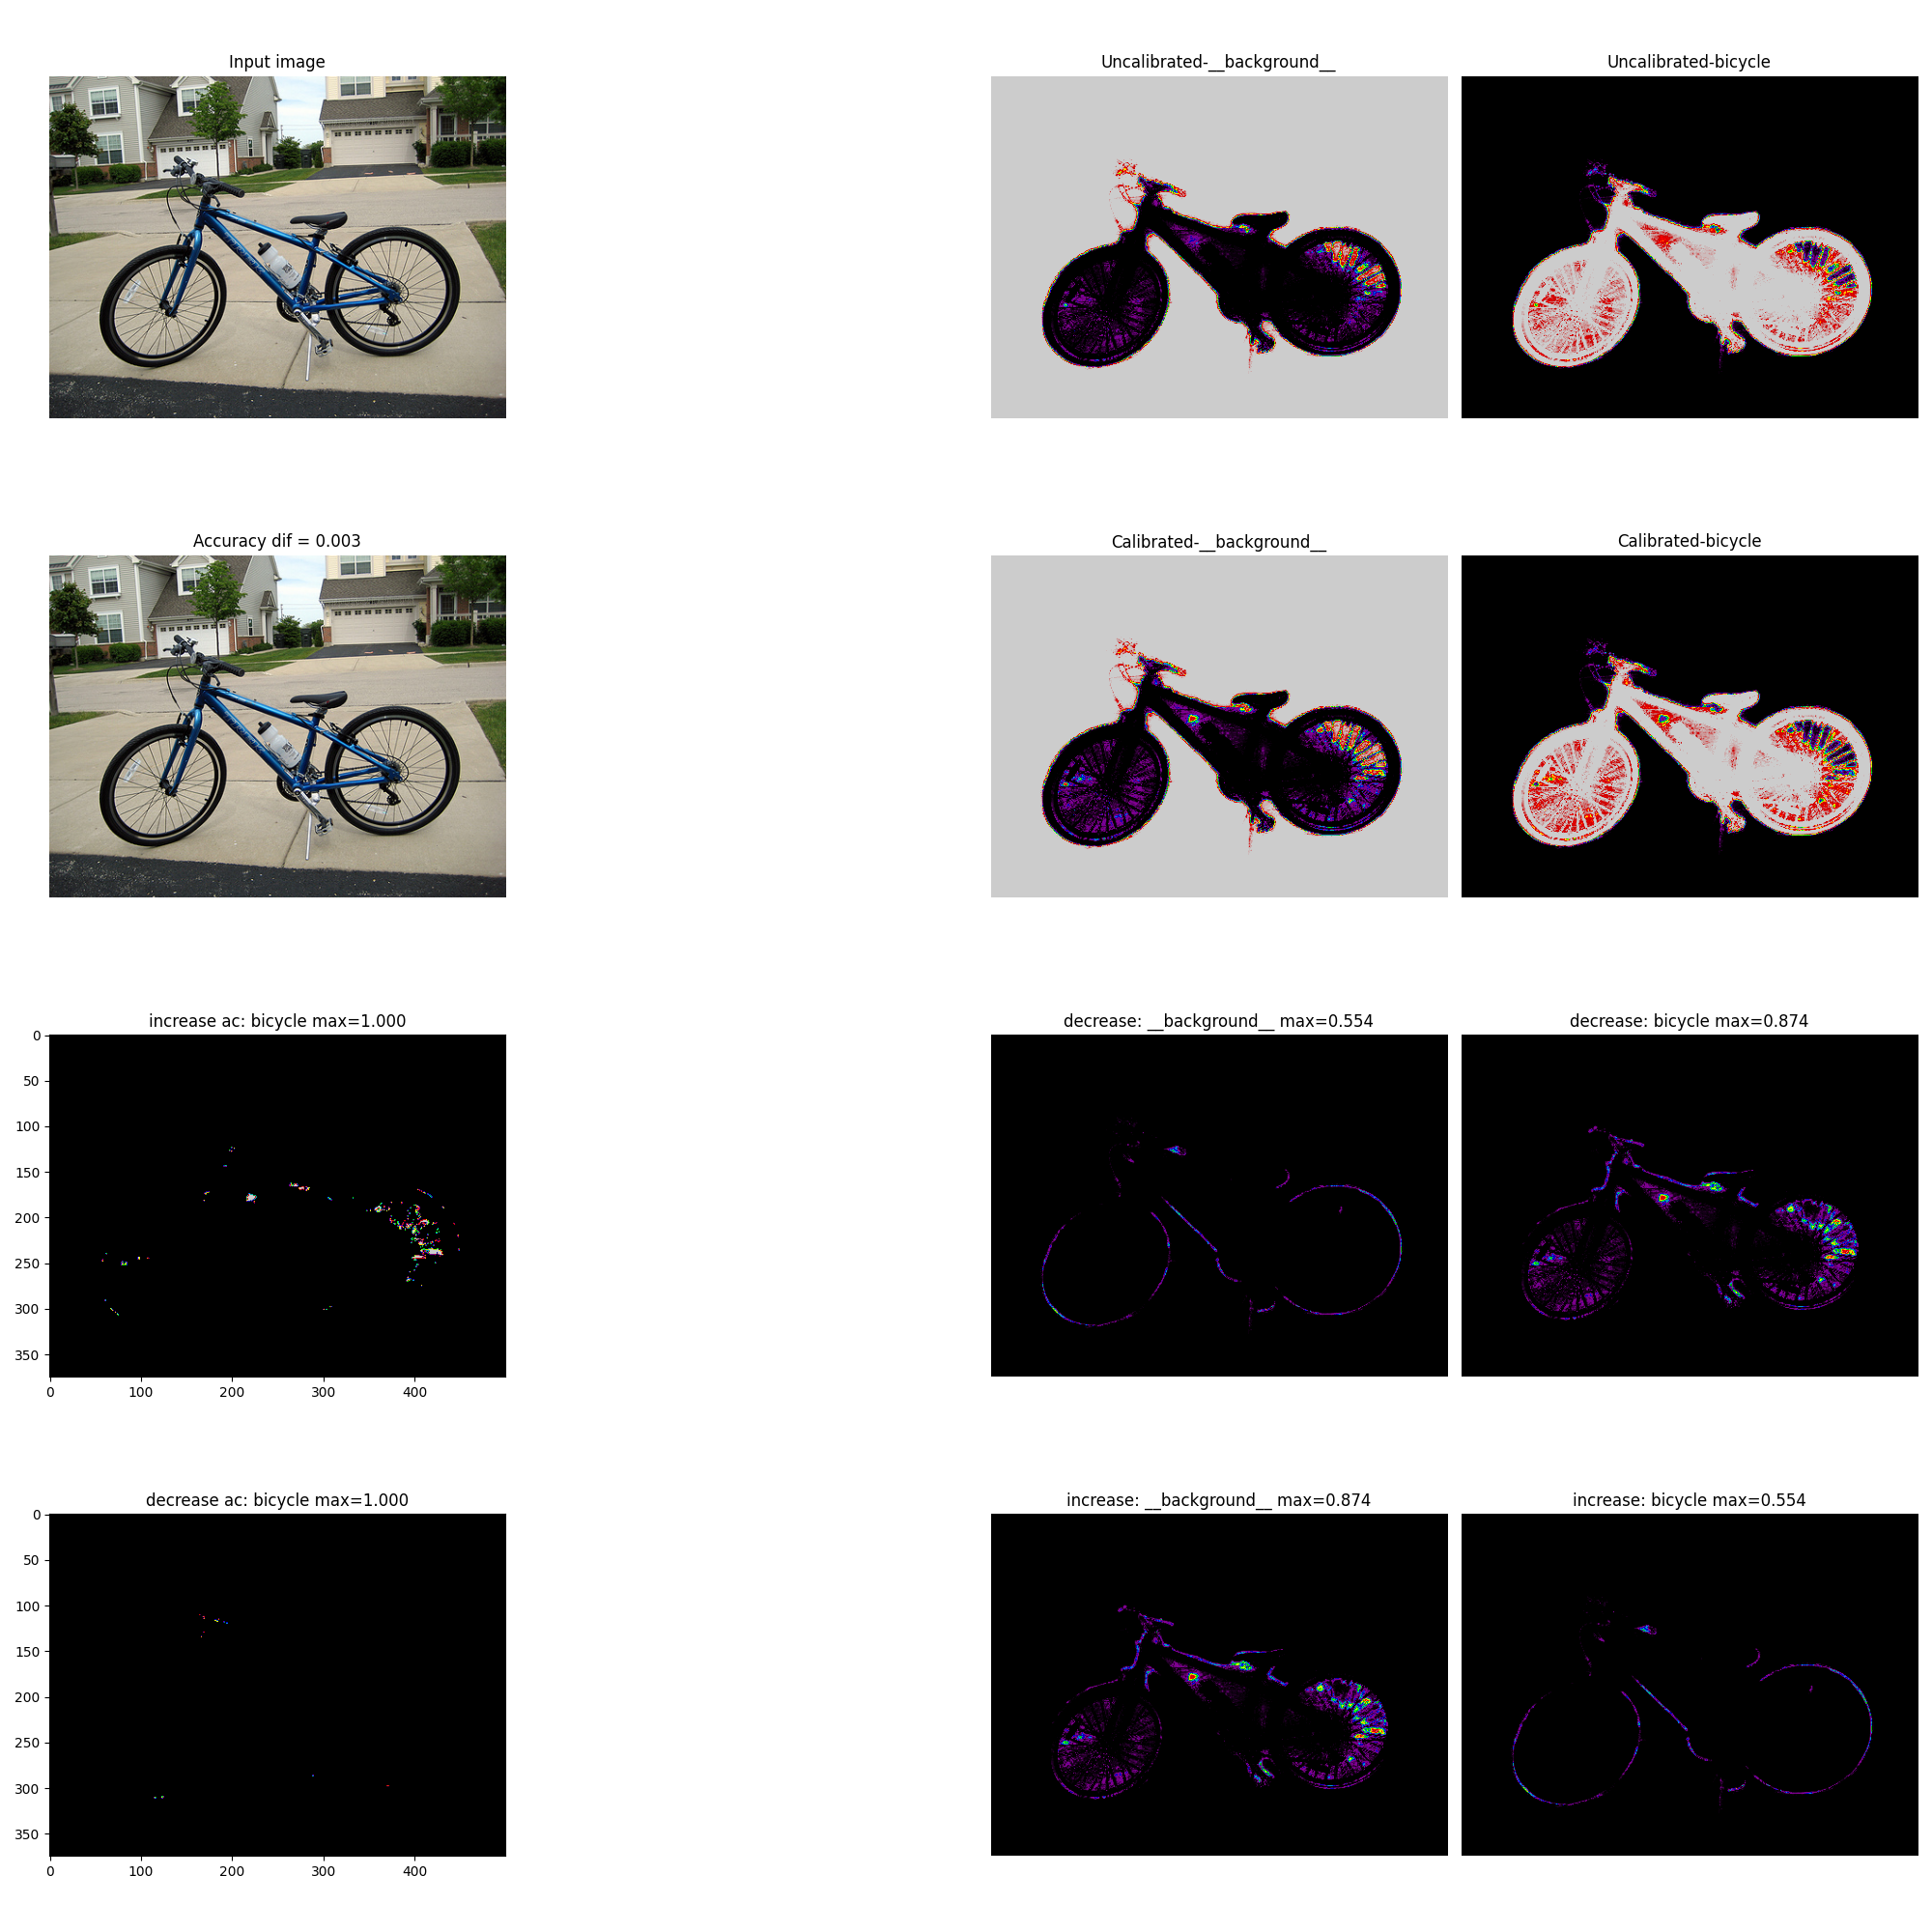 Input image
Uncalibrated-__background__
Uncalibrated-bicycle
Accuracy dif = 0.003
Calibrated-__background__
Calibrated-bicycle
increase ac: bicycle max=1.000
decrease: __background__ max=0.554
decrease: bicycle max=0.874
0
50
100
150
200
250
300
350
0 100 200 300 400
decrease ac: bicycle max=1.000
increase: __background__ max=0.874
increase: bicycle max=0.554
0
50
100
150
200
250
300
350
0 100 200 300 400